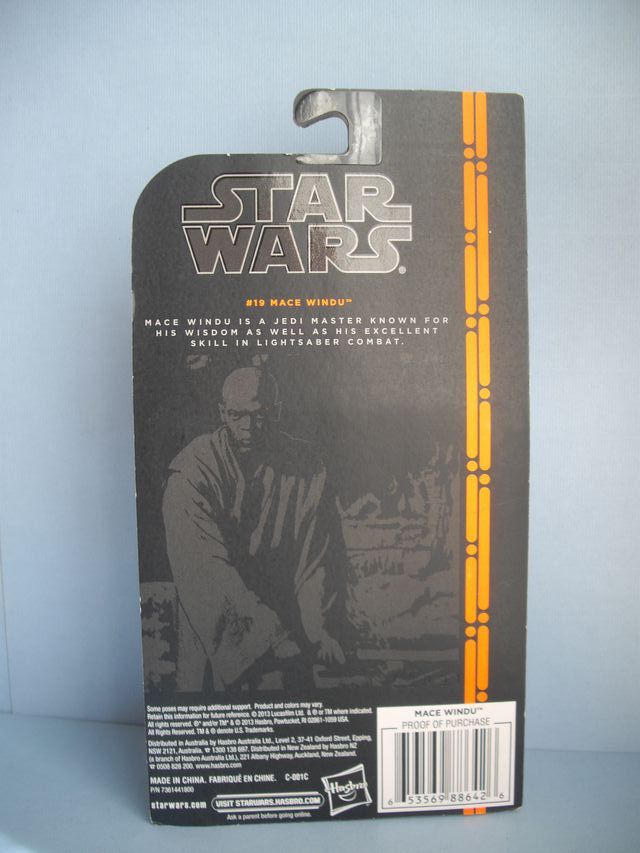 STAR
WARS®
#19 MACE WINDU™
MACE WINDU IS A JEDI MASTER KNOWN FOR
HIS WISDOM AS WELL AS HIS EXCELLENT
SKILL IN LIGHTSABER COMBAT.
Some poses may require additional support. Product and colors may vary.
Retain this information for future reference. © 2013 Lucasfilm Ltd. & ® or TM where indicated.
All rights reserved. ®* and/or TM* & © 2013 Hasbro, Pawtucket, RI 02861-1059 USA.
All Rights Reserved. TM & ® denote U.S. Trademarks.
Distributed in Australia by Hasbro Australia Ltd., Level 2, 37-41 Oxford Street, Epping,
NSW 2121, Australia. ☎ 1300 138 697. Distributed in New Zealand by Hasbro NZ
(a branch of Hasbro Australia Ltd.), 221 Albany Highway, Auckland, New Zealand.
☎ 0508 828 200. www.hasbro.com
MADE IN CHINA. FABRIQUÉ EN CHINE. C-001C
P/N 7361441800
starwars.com
VISIT STARWARS.HASBRO.COM
Ask a parent before going online.
Hasbro
MACE WINDU™
PROOF OF PURCHASE
6 53569 88642 6